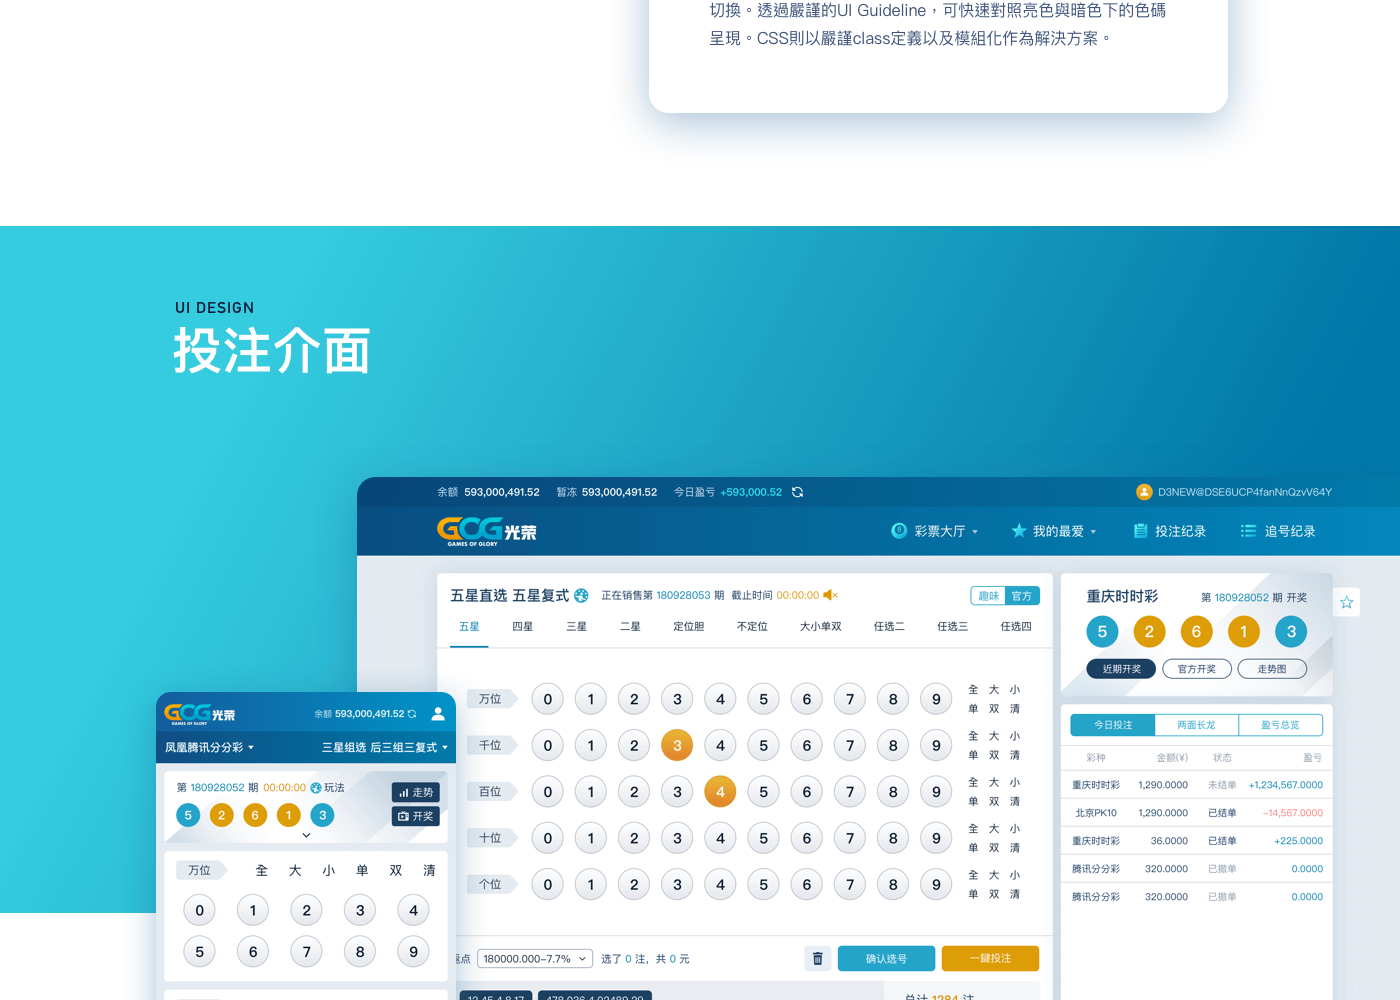 切換。透過嚴謹的UI Guideline，可快速對照亮色與暗色下的色碼
呈現。CSS則以嚴謹class定義以及模組化作為解決方案。
UI DESIGN
投注介面
余额 593,000,491.52 暂冻 593,000,491.52 今日盈亏 +593,000.52
D3NEW@DSE6UCP4fanNnQzvV64Y
GCG光荣
GAMES OF GLORY
彩票大厅 我的最爱 投注纪录 追号纪录
五星直选 五星复式 正在销售第 180928053 期 截止时间 00:00:00 趣味 官方
五星 四星 三星 二星 定位胆 不定位 大小单双 任选二 任选三 任选四
万位 0 1 2 3 4 5 6 7 8 9 全 大 小
单 双 清
千位 0 1 2 3 4 5 6 7 8 9 全 大 小
单 双 清
百位 0 1 2 3 4 5 6 7 8 9 全 大 小
单 双 清
十位 0 1 2 3 4 5 6 7 8 9 全 大 小
单 双 清
个位 0 1 2 3 4 5 6 7 8 9 全 大 小
单 双 清
点 180000.000–7.7% 选了 0 注，共 0 元 确认选号 一鍵投注
总计 1284 注
重庆时时彩 第 180928052 期 开奖
5 2 6 1 3
近期开奖 官方开奖 走势图
今日投注 两面长龙 盈亏总览
彩种 金额(¥) 状态 盈亏
重庆时时彩 1,290.0000 未结单 +1,234,567.0000
北京PK10 1,290.0000 已结单 –14,567.0000
重庆时时彩 36.0000 已结单 +225.0000
腾讯分分彩 320.0000 已撤单 0.0000
腾讯分分彩 320.0000 已撤单 0.0000
GCG光荣
GAMES OF GLORY
余额 593,000,491.52
凤凰腾讯分分彩 三星组选 后三组三复式
第 180928052 期 00:00:00 玩法
走势
5 2 6 1 3
开奖
万位 全 大 小 单 双 清
0 1 2 3 4
5 6 7 8 9